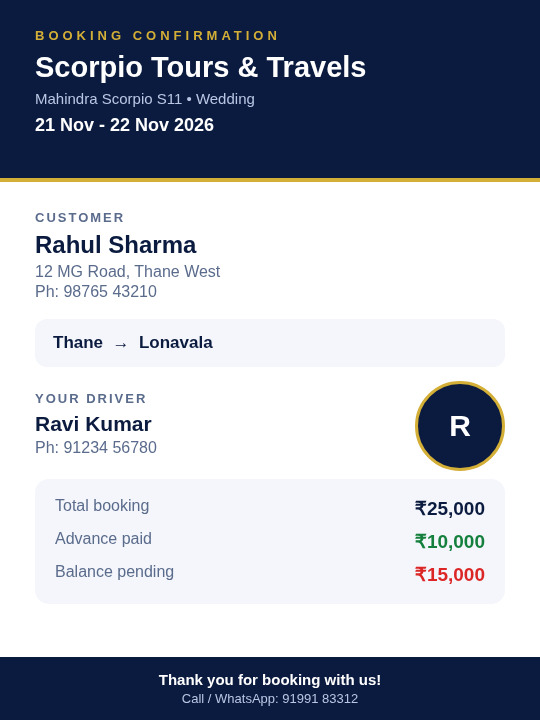 BOOKING CONFIRMATION
Scorpio Tours & Travels
Mahindra Scorpio S11 • Wedding
21 Nov - 22 Nov 2026
CUSTOMER
Rahul Sharma
12 MG Road, Thane West
Ph: 98765 43210
Thane → Lonavala
YOUR DRIVER
Ravi Kumar
Ph: 91234 56780
R
Total booking ₹25,000
Advance paid ₹10,000
Balance pending ₹15,000
Thank you for booking with us!
Call / WhatsApp: 91991 83312